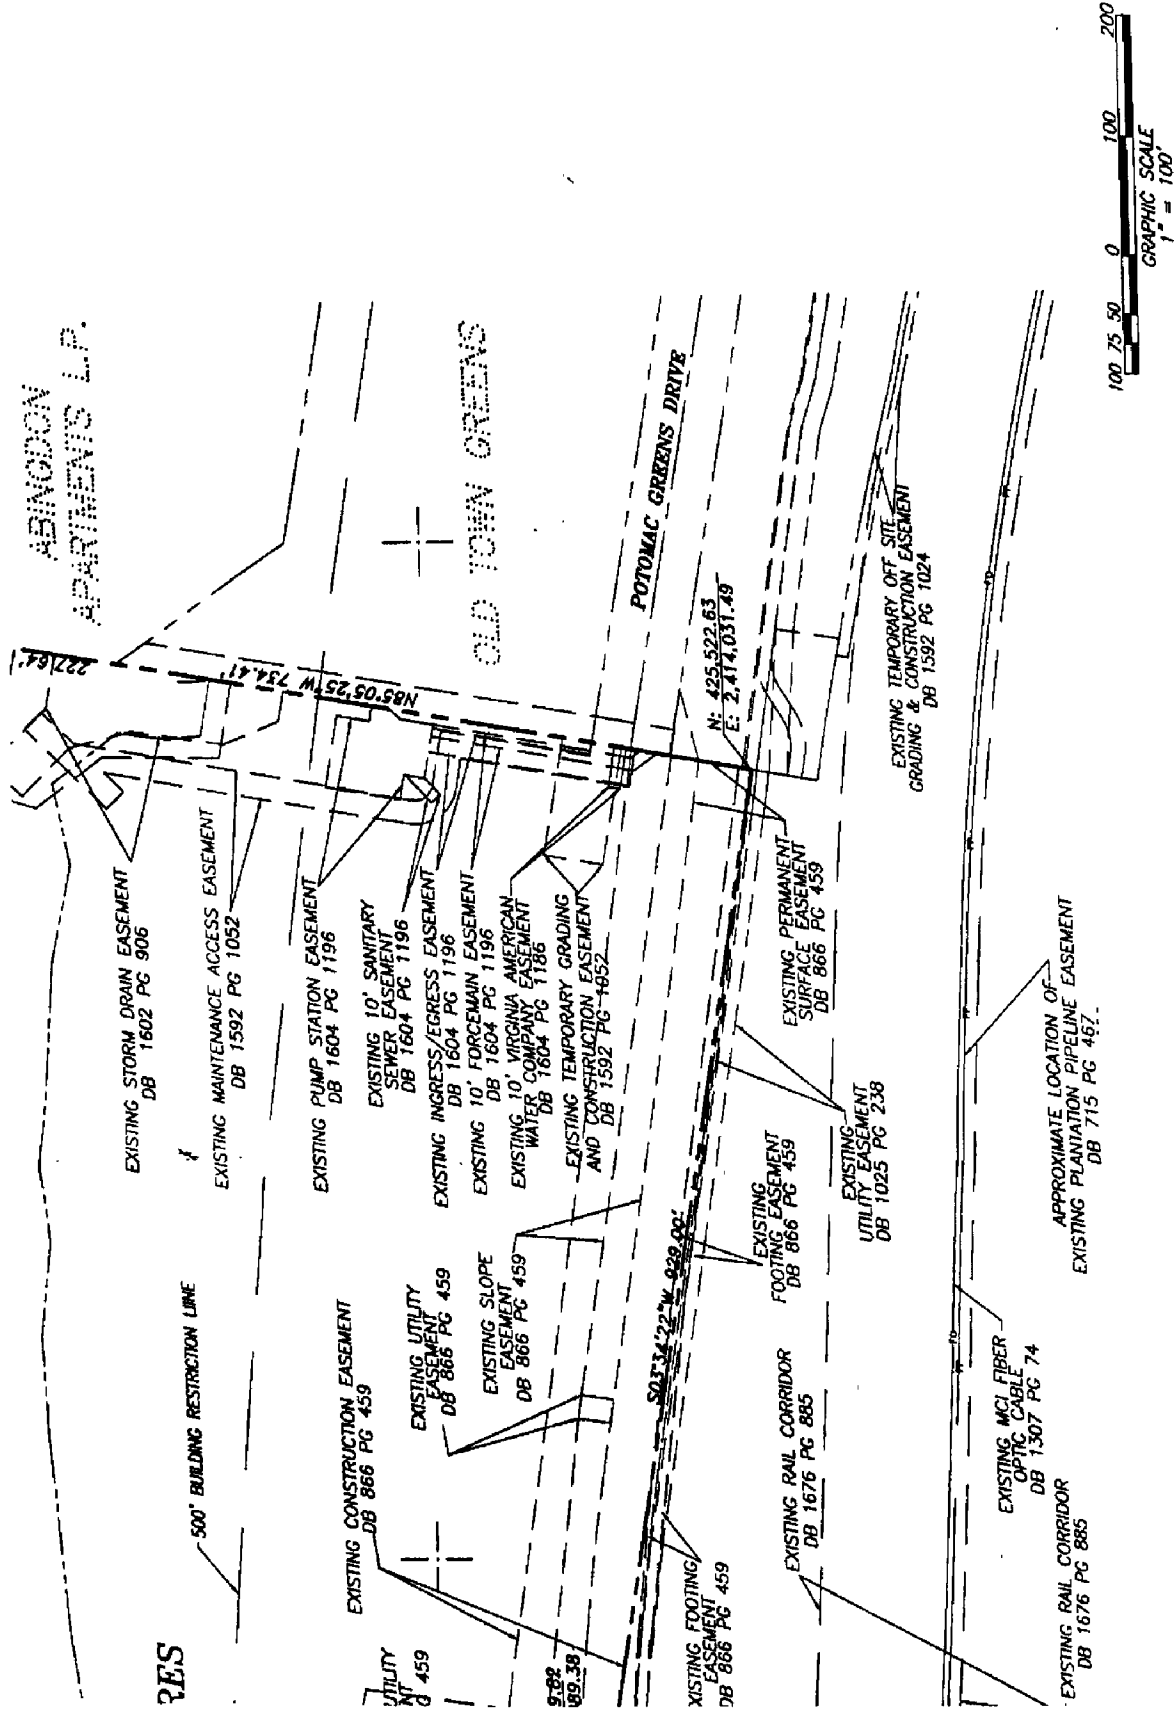 ABINGDON
APARTMENTS L.P.
OLD TOWN GREENS
POTOMAC GREENS DRIVE
227.64'
N85°05'25"W 734.41'
N: 425,522.63
E: 2,414,031.49
EXISTING STORM DRAIN EASEMENT
DB 1602 PG 906
EXISTING MAINTENANCE ACCESS EASEMENT
DB 1592 PG 1052
EXISTING PUMP STATION EASEMENT
DB 1604 PG 1196
EXISTING 10' SANITARY
SEWER EASEMENT
DB 1604 PG 1196
EXISTING INGRESS/EGRESS EASEMENT
DB 1604 PG 1196
EXISTING 10' FORCEMAIN EASEMENT
DB 1604 PG 1196
EXISTING 10' VIRGINIA AMERICAN
WATER COMPANY EASEMENT
DB 1604 PG 1186
EXISTING TEMPORARY GRADING
AND CONSTRUCTION EASEMENT
DB 1592 PG 1052
EXISTING PERMANENT
SURFACE EASEMENT
DB 866 PG 459
EXISTING TEMPORARY OFF SITE
GRADING & CONSTRUCTION EASEMENT
DB 1592 PG 1024
500' BUILDING RESTRICTION LINE
EXISTING CONSTRUCTION EASEMENT
DB 866 PG 459
EXISTING UTILITY
EASEMENT
DB 866 PG 459
EXISTING SLOPE
EASEMENT
DB 866 PG 459
S03°34'22"W 929.00'
EXISTING
FOOTING EASEMENT
DB 866 PG 459
EXISTING
UTILITY EASEMENT
DB 1025 PG 238
APPROXIMATE LOCATION OF
EXISTING PLANTATION PIPELINE EASEMENT
DB 715 PG 467
RES
UTILITY
NT
G 459
9.82
89.38
XISTING FOOTING
EASEMENT
DB 866 PG 459
EXISTING RAIL CORRIDOR
DB 1676 PG 885
EXISTING MCI FIBER
OPTIC CABLE
DB 1307 PG 74
EXISTING RAIL CORRIDOR
DB 1676 PG 885
100 75 50 0 100 200
GRAPHIC SCALE
1" = 100'